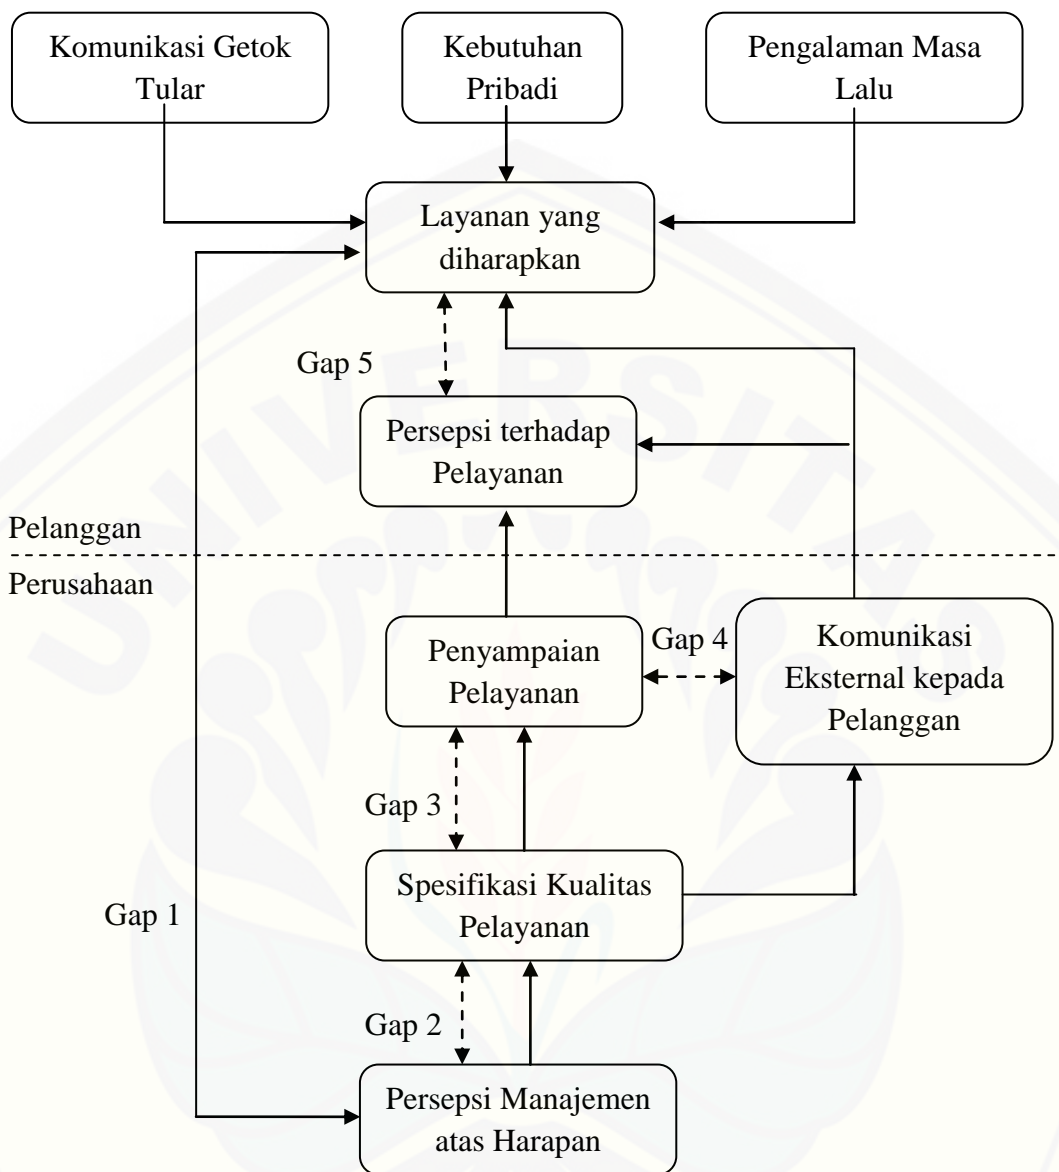 Komunikasi Getok
Tular
Kebutuhan
Pribadi
Pengalaman Masa
Lalu
Layanan yang
diharapkan
Gap 5
Persepsi terhadap
Pelayanan
Pelanggan
Perusahaan
Penyampaian
Pelayanan
Gap 4
Komunikasi
Eksternal kepada
Pelanggan
Gap 3
Spesifikasi Kualitas
Pelayanan
Gap 1
Gap 2
Persepsi Manajemen
atas Harapan
UNIVERSITAS